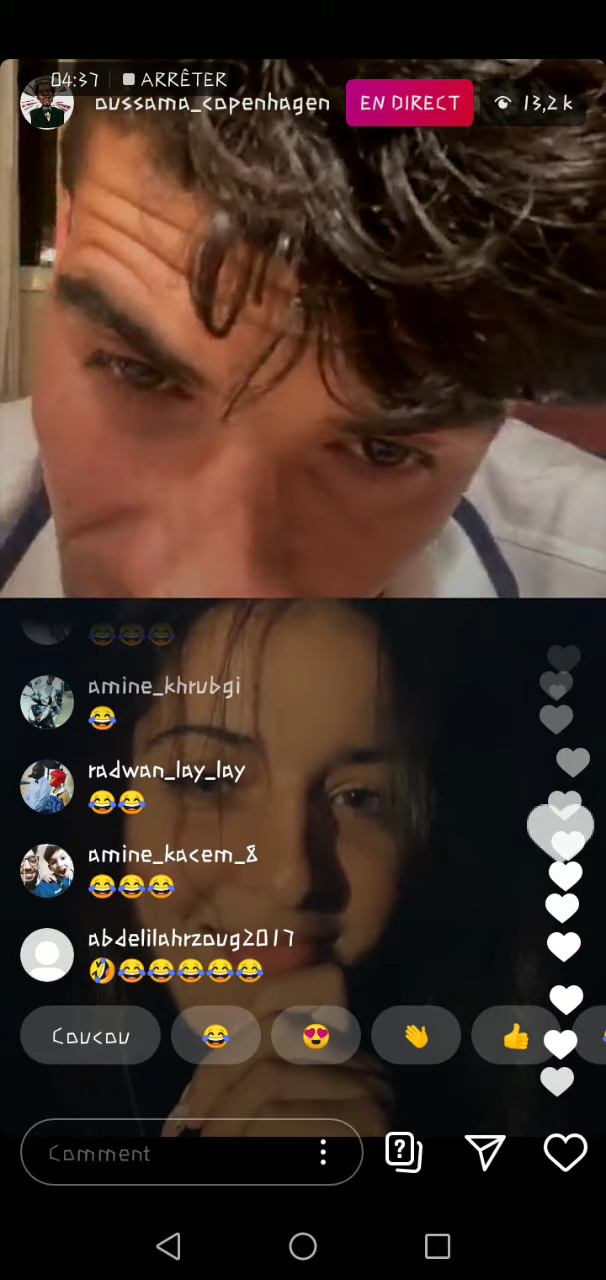 04:37 ARRÊTER
oussama_copenhagen EN DIRECT 13,2 k
😂😂😂
amine_khrubgi
😂
radwan_lay_lay
😂😂
amine_kacem_8
😂😂😂
abdelilahrzoug2017
🤣😂😂😂😂😂
Coucou 😂 😍 👋 👍
Comment